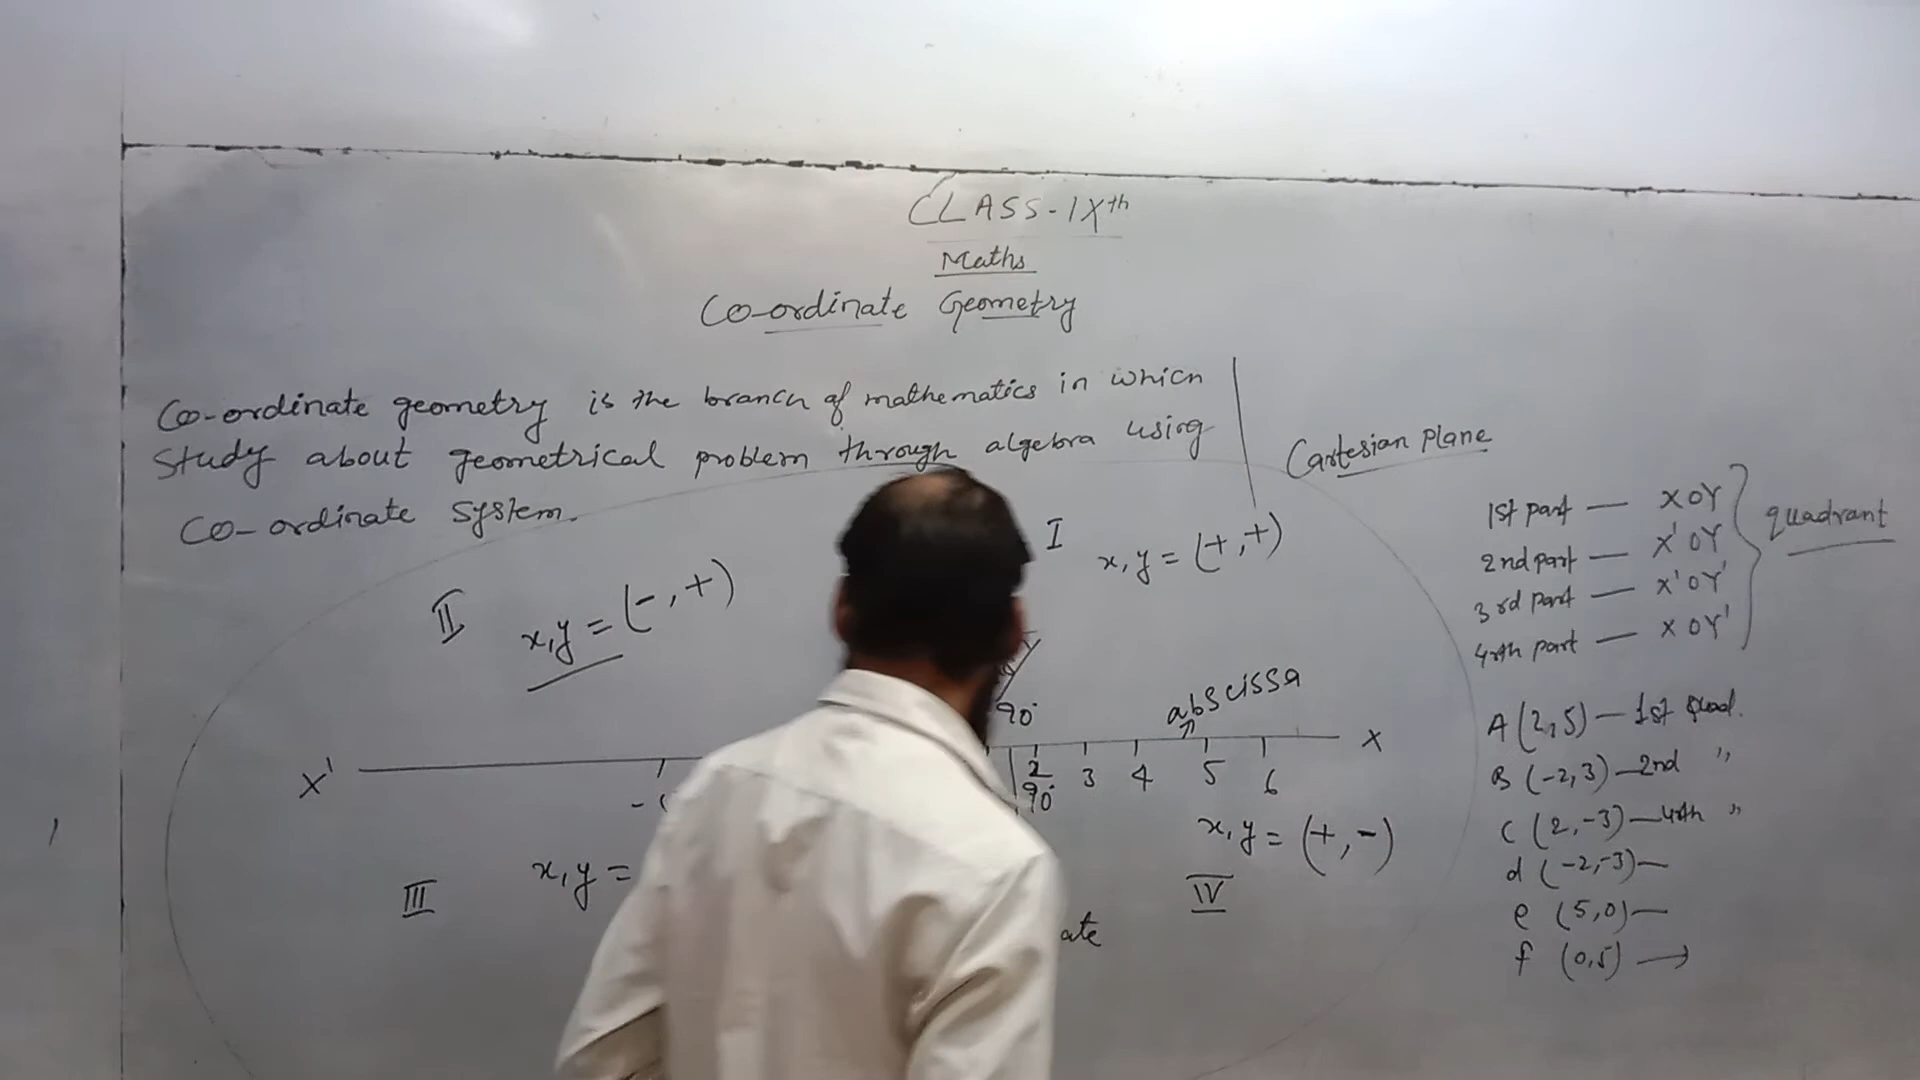 CLASS-IXth
Maths
Co-ordinate Geometry
Co-ordinate geometry is the branch of mathematics in which
study about geometrical problem through algebra using
Co-ordinate system.
Cartesian Plane
1st part — XOY
2nd part — X'OY
3rd part — X'OY'
4rth part — XOY'
quadrant
II x,y = (-,+)
I x,y = (+,+)
Y
90°
abscissa
X'
X
2 3 4 5 6
90°
x,y = (+,-)
III x,y =
IV
ate
A (2,5) — 1st quad.
B (-2,3) — 2nd "
C (2,-3) — 4rth "
d (-2,-3) —
e (5,0) —
f (0,5) →